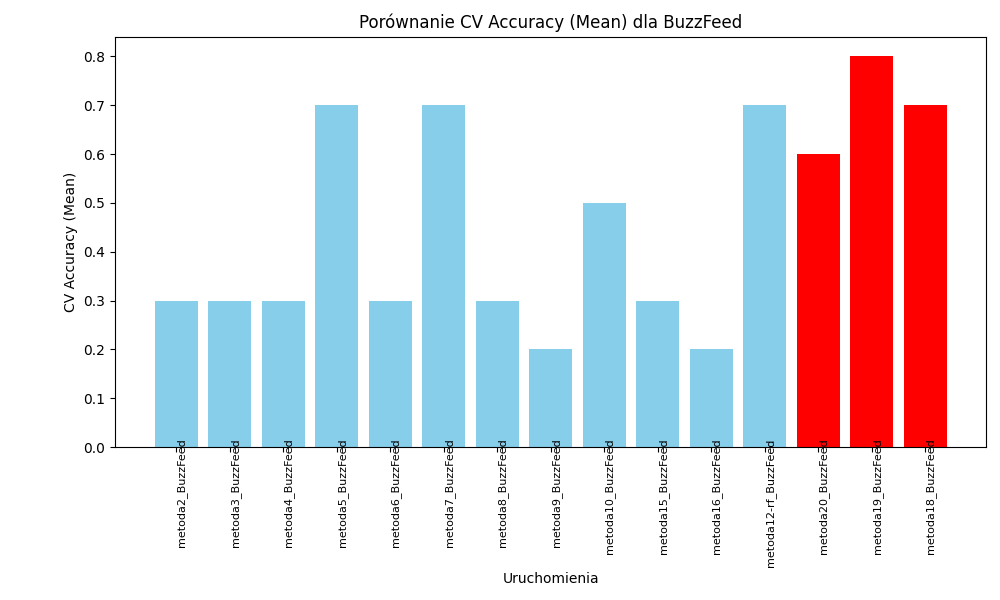 Porównanie CV Accuracy (Mean) dla BuzzFeed
CV Accuracy (Mean)
0.8
0.7
0.6
0.5
0.4
0.3
0.2
0.1
0.0
metoda2_BuzzFeed
metoda3_BuzzFeed
metoda4_BuzzFeed
metoda5_BuzzFeed
metoda6_BuzzFeed
metoda7_BuzzFeed
metoda8_BuzzFeed
metoda9_BuzzFeed
metoda10_BuzzFeed
metoda15_BuzzFeed
metoda16_BuzzFeed
metoda12-rf_BuzzFeed
metoda20_BuzzFeed
metoda19_BuzzFeed
metoda18_BuzzFeed
Uruchomienia